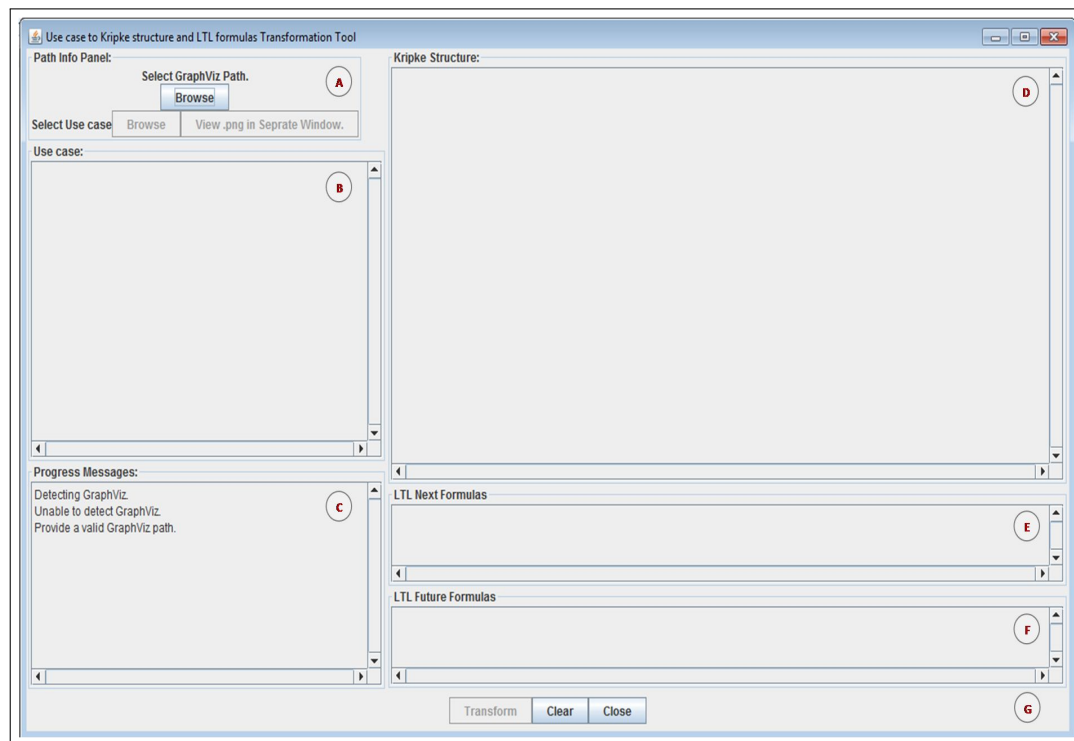 Use case to Kripke structure and LTL formulas Transformation Tool
Path Info Panel:
Select GraphViz Path.
A
Browse
Select Use case Browse View .png in Seprate Window.
Use case:
B
Progress Messages:
Detecting GraphViz.
Unable to detect GraphViz.
Provide a valid GraphViz path.
C
Kripke Structure:
D
LTL Next Formulas
E
LTL Future Formulas
F
Transform Clear Close
G